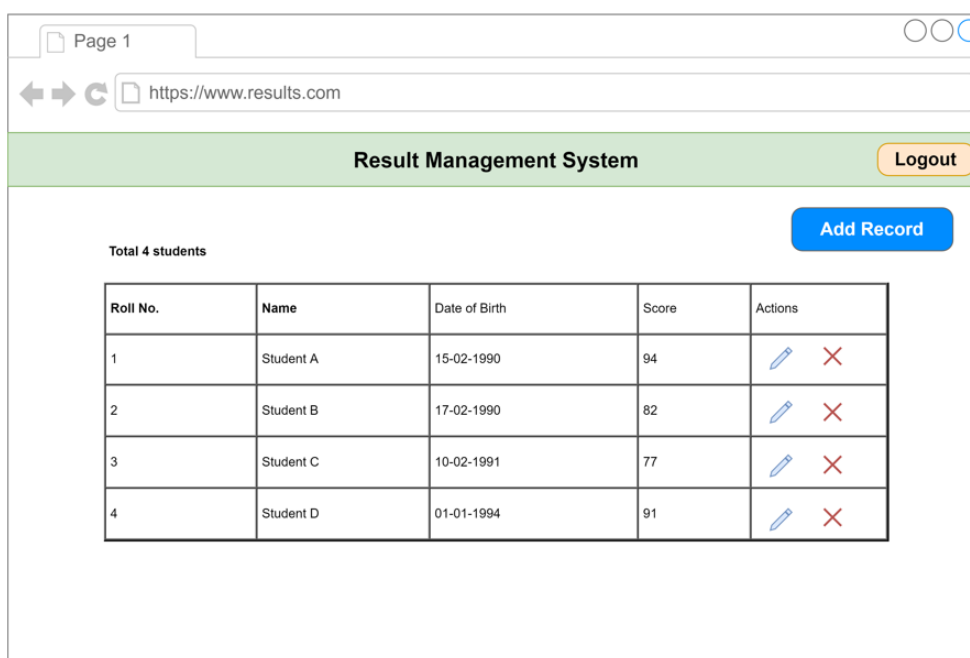 Page 1
https://www.results.com
Result Management System Logout
Add Record
Total 4 students
Roll No. Name Date of Birth Score Actions
1 Student A 15-02-1990 94
2 Student B 17-02-1990 82
3 Student C 10-02-1991 77
4 Student D 01-01-1994 91